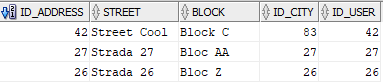 ID_ADDRESS STREET BLOCK ID_CITY ID_USER
42 Street Cool Block C 83 42
27 Strada 27 Bloc AA 27 27
26 Strada 26 Bloc Z 26 26